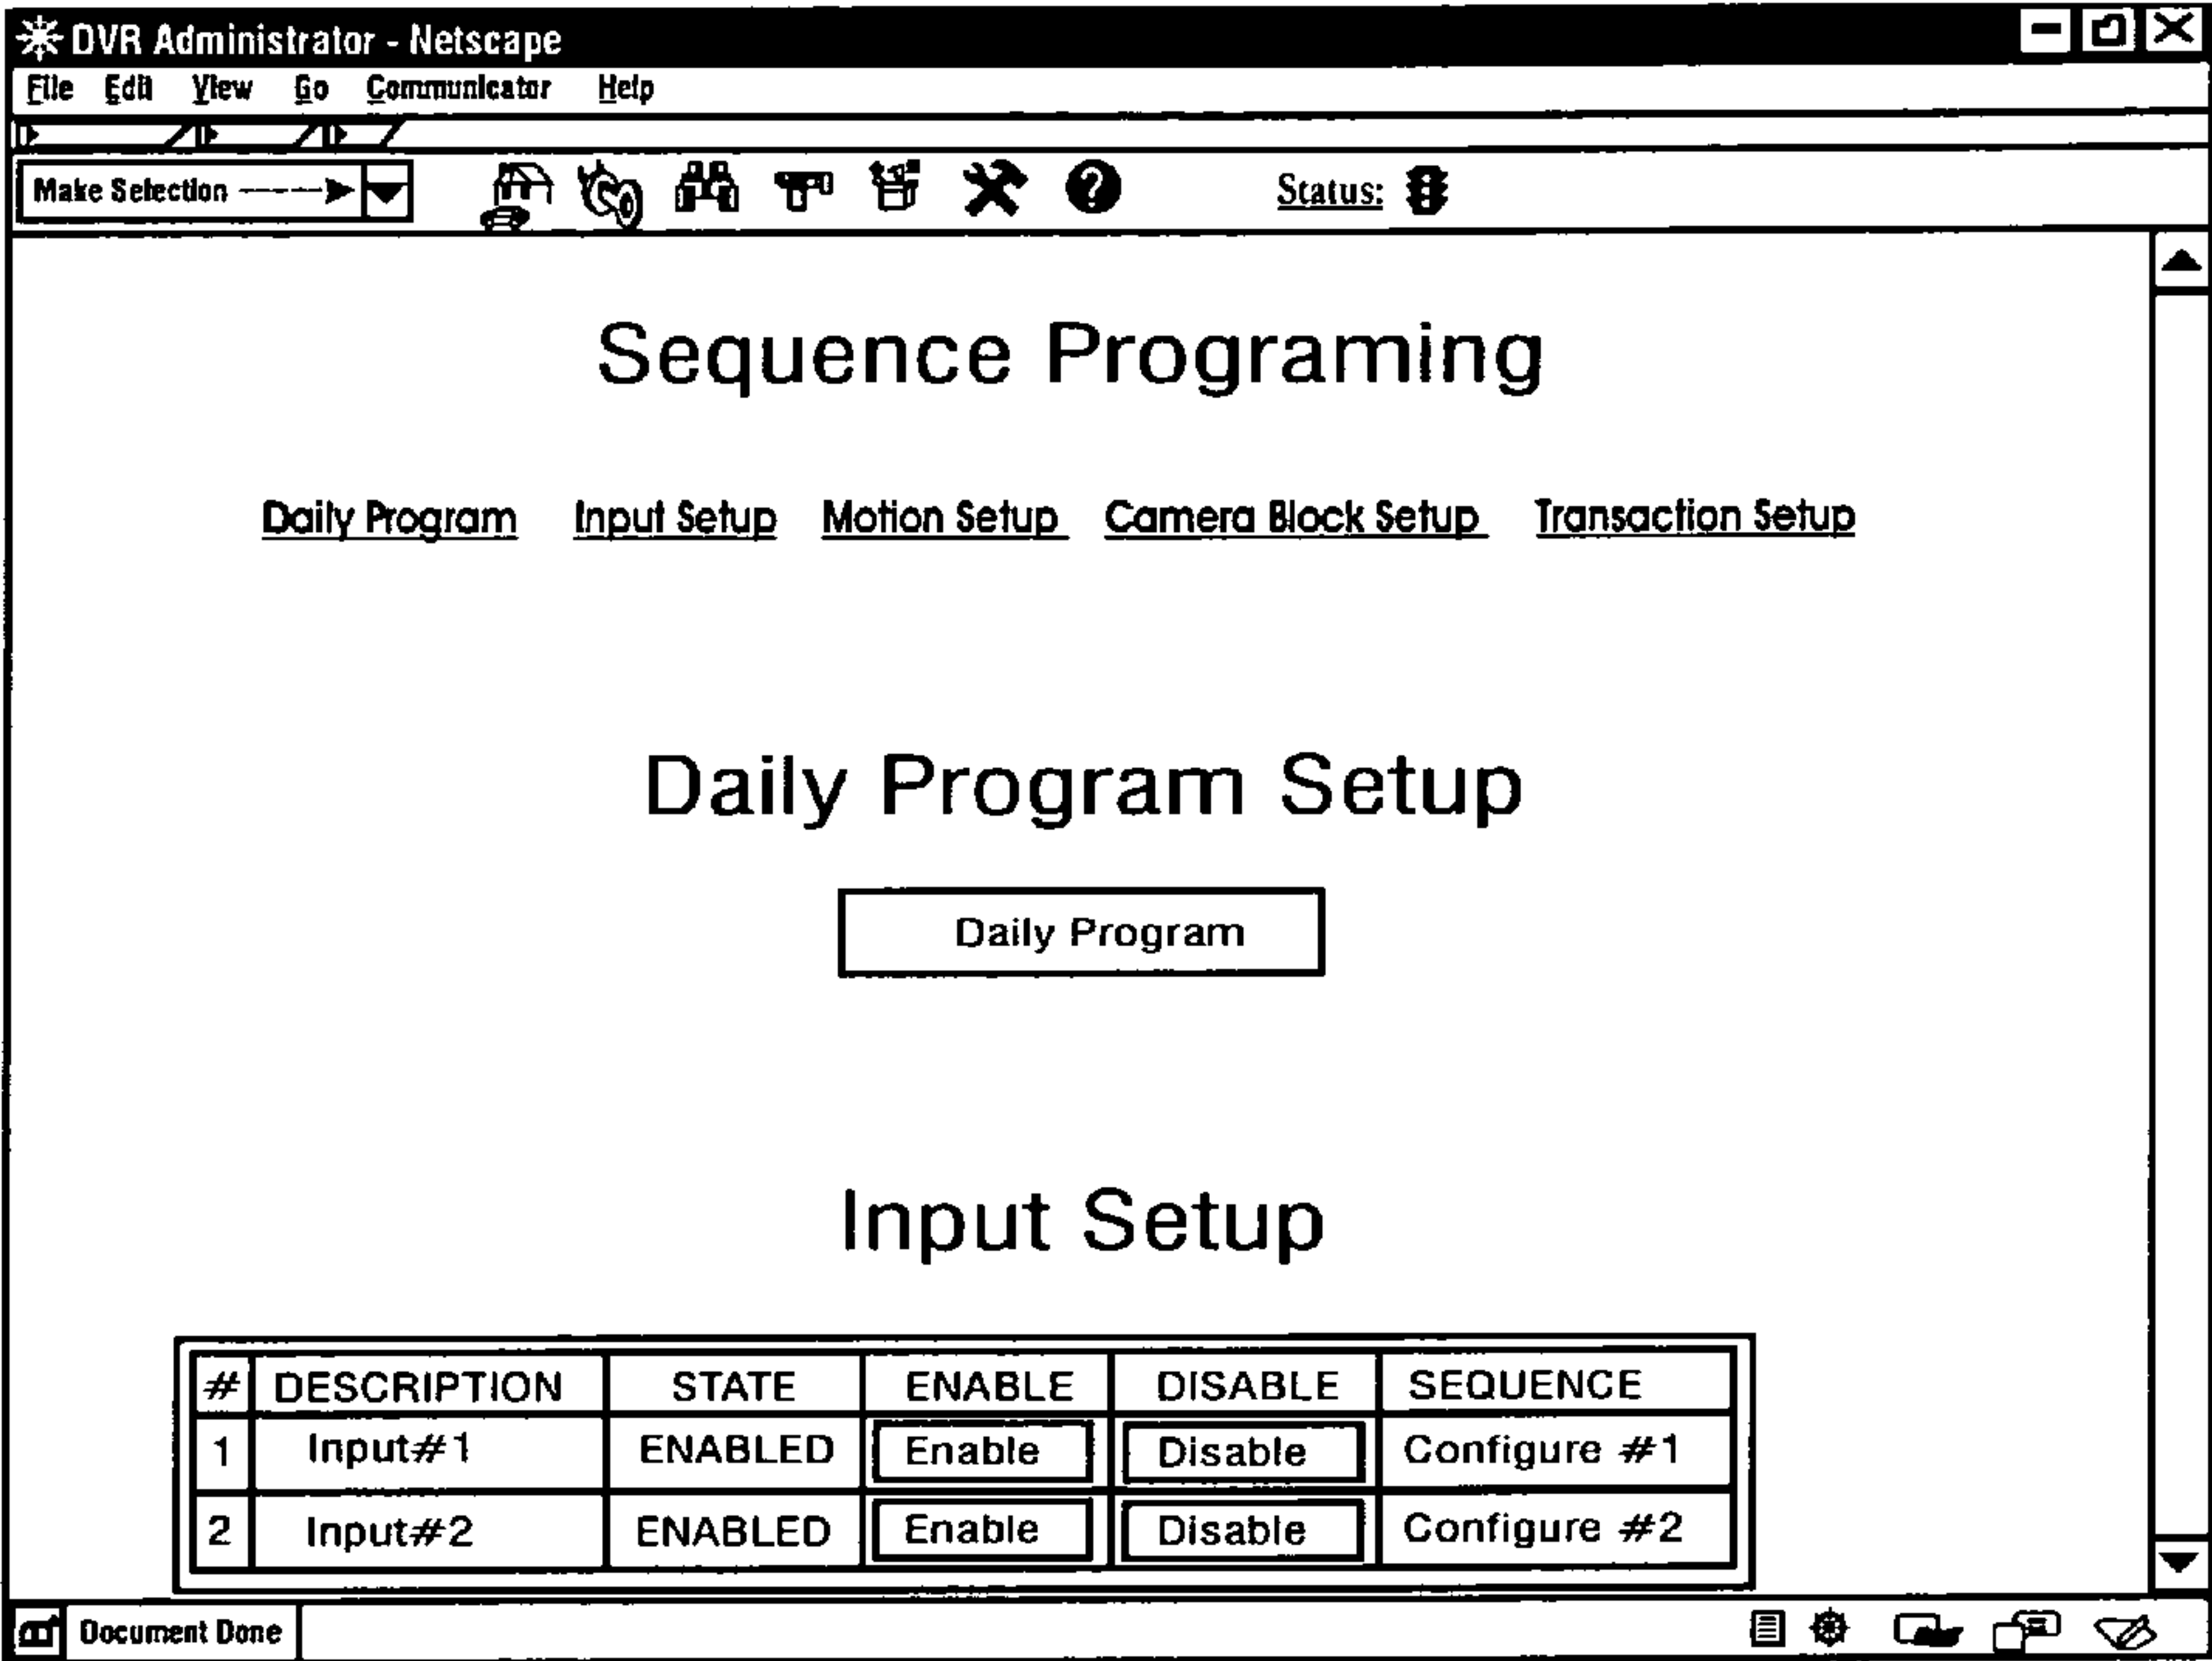 DVR Administrator - Netscape
File Edit View Go Communicator Help
Make Selection Status:
Sequence Programing
Daily Program Input Setup Motion Setup Camera Block Setup Transaction Setup
Daily Program Setup
Daily Program
Input Setup
# DESCRIPTION STATE ENABLE DISABLE SEQUENCE
1 Input#1 ENABLED Enable Disable Configure #1
2 Input#2 ENABLED Enable Disable Configure #2
Document Done